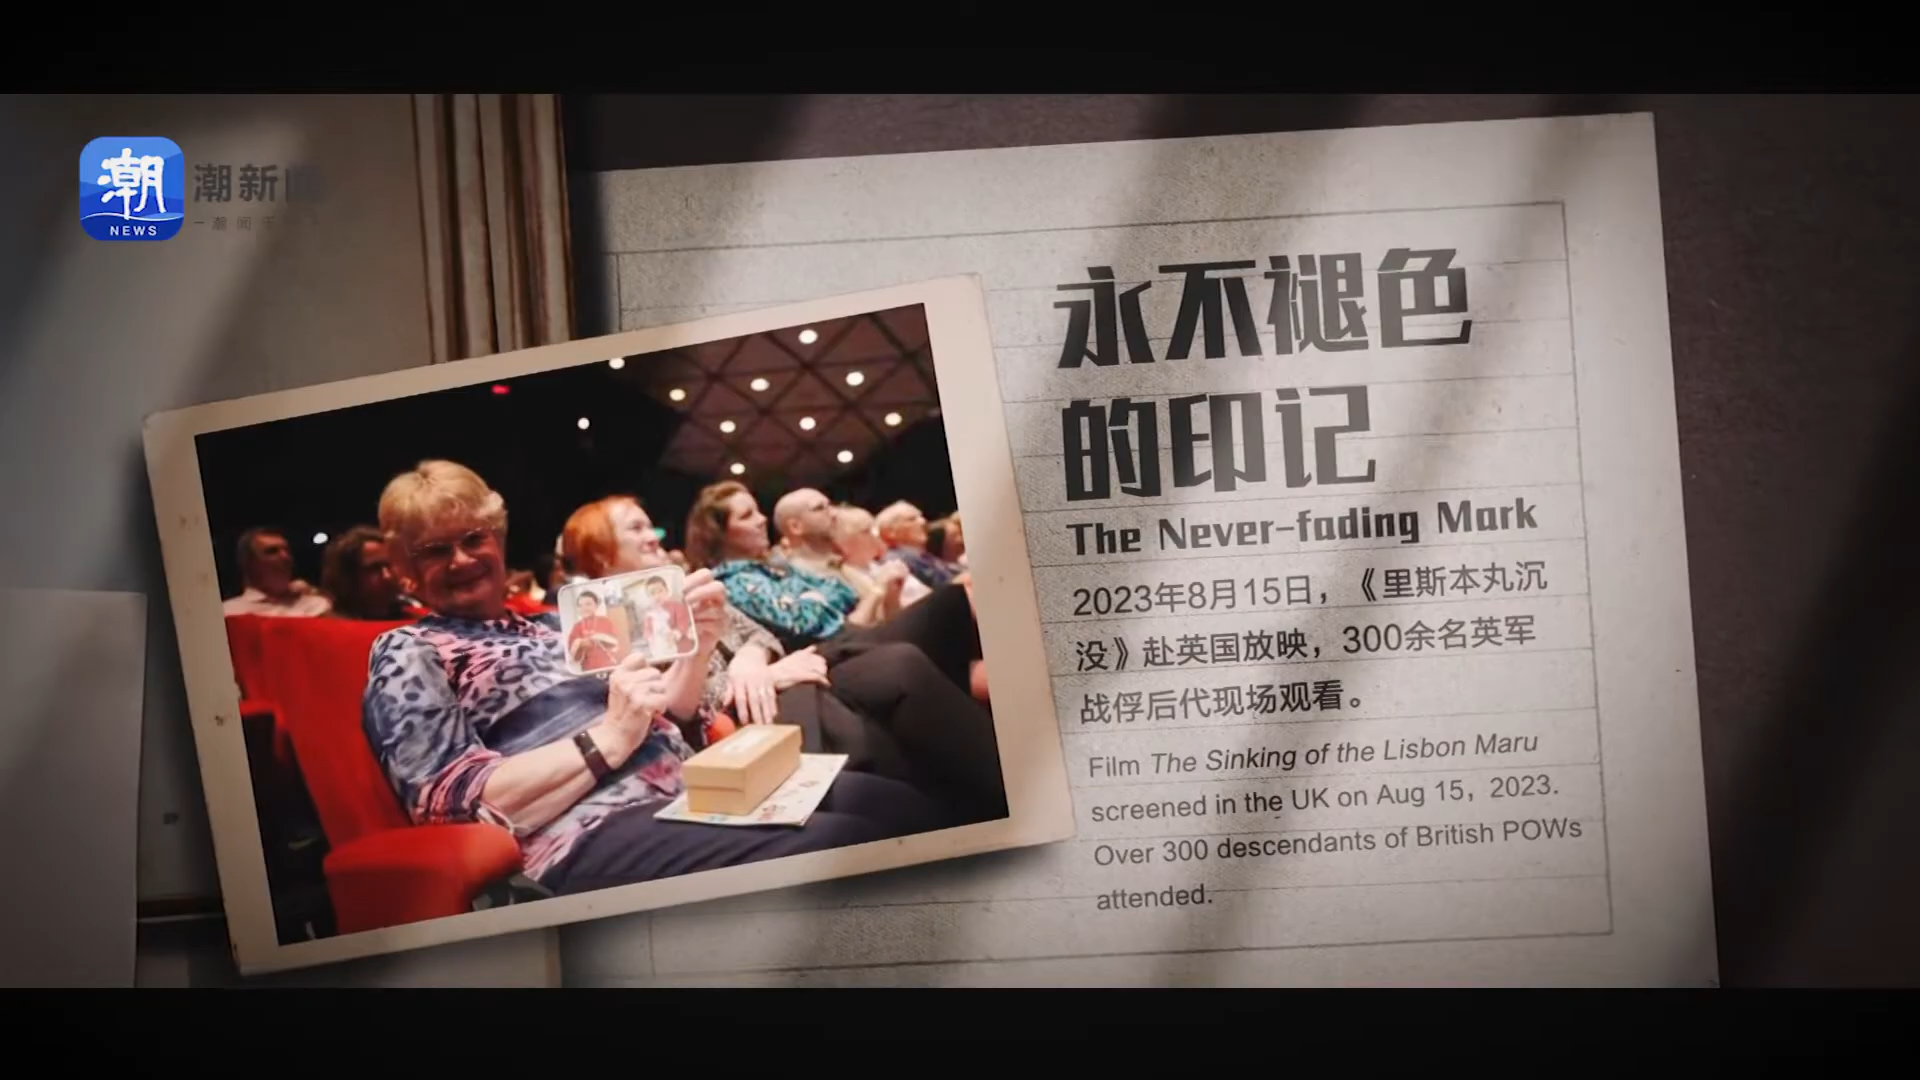 潮
NEWS
潮新闻
永不褪色
的印记
The Never-fading Mark
2023年8月15日，《里斯本丸沉
没》赴英国放映，300余名英军
战俘后代现场观看。
Film The Sinking of the Lisbon Maru
screened in the UK on Aug 15, 2023.
Over 300 descendants of British POWs
attended.